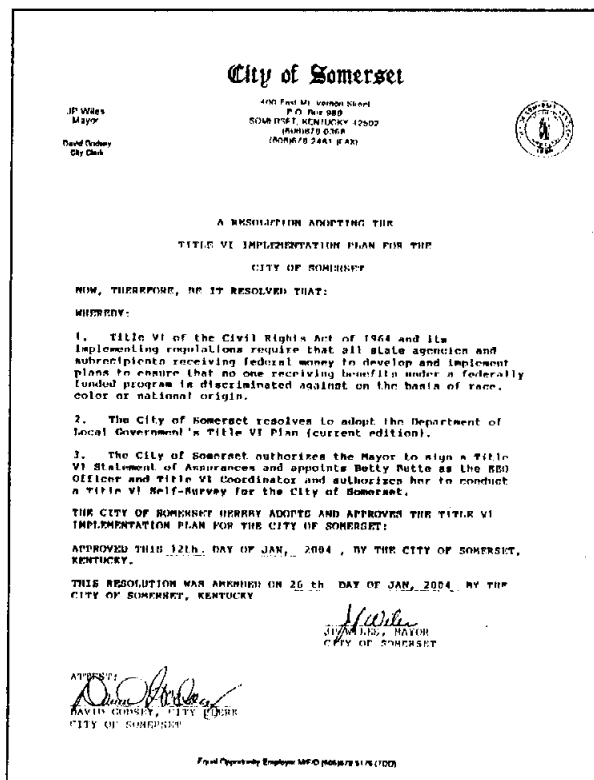 City of Somerset
400 East Mt. Vernon Street
P.O. Box 989
SOMERSET, KENTUCKY 42502
(606)679-6366
(606)679-2481 (FAX)
JP Wiles
Mayor
David Godsey
City Clerk
A RESOLUTION ADOPTING THE
TITLE VI IMPLEMENTATION PLAN FOR THE
CITY OF SOMERSET
NOW, THEREFORE, BE IT RESOLVED THAT:
WHEREBY:
1. Title VI of the Civil Rights Act of 1964 and its
implementing regulations require that all state agencies and
subrecipients receiving federal money to develop and implement
plans to ensure that no one receiving benefits under a federally
funded program is discriminated against on the basis of race,
color or national origin.
2. The City of Somerset resolves to adopt the Department of
Local Government's Title VI Plan (current edition).
3. The City of Somerset authorizes the Mayor to sign a Title
VI Statement of Assurances and appoints Betty Butte as the EEO
Officer and Title VI Coordinator and authorizes her to conduct
a Title VI Self-Survey for the City of Somerset.
THE CITY OF SOMERSET HEREBY ADOPTS AND APPROVES THE TITLE VI
IMPLEMENTATION PLAN FOR THE CITY OF SOMERSET:
APPROVED THIS 12th. DAY OF JAN, 2004 , BY THE CITY OF SOMERSET,
KENTUCKY.
THIS RESOLUTION WAS AMENDED ON 26 th DAY OF JAN, 2004 BY THE
CITY OF SOMERSET, KENTUCKY
JP WILES, MAYOR
CITY OF SOMERSET
ATTEST:
DAVID GODSEY, CITY CLERK
CITY OF SOMERSET
Equal Opportunity Employer M/F/D